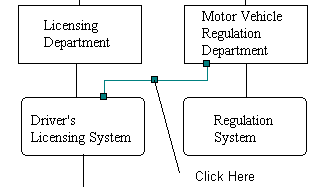 Licensing
Department
Motor Vehicle
Regulation
Department
Driver's
Licensing System
Regulation
System
Click Here